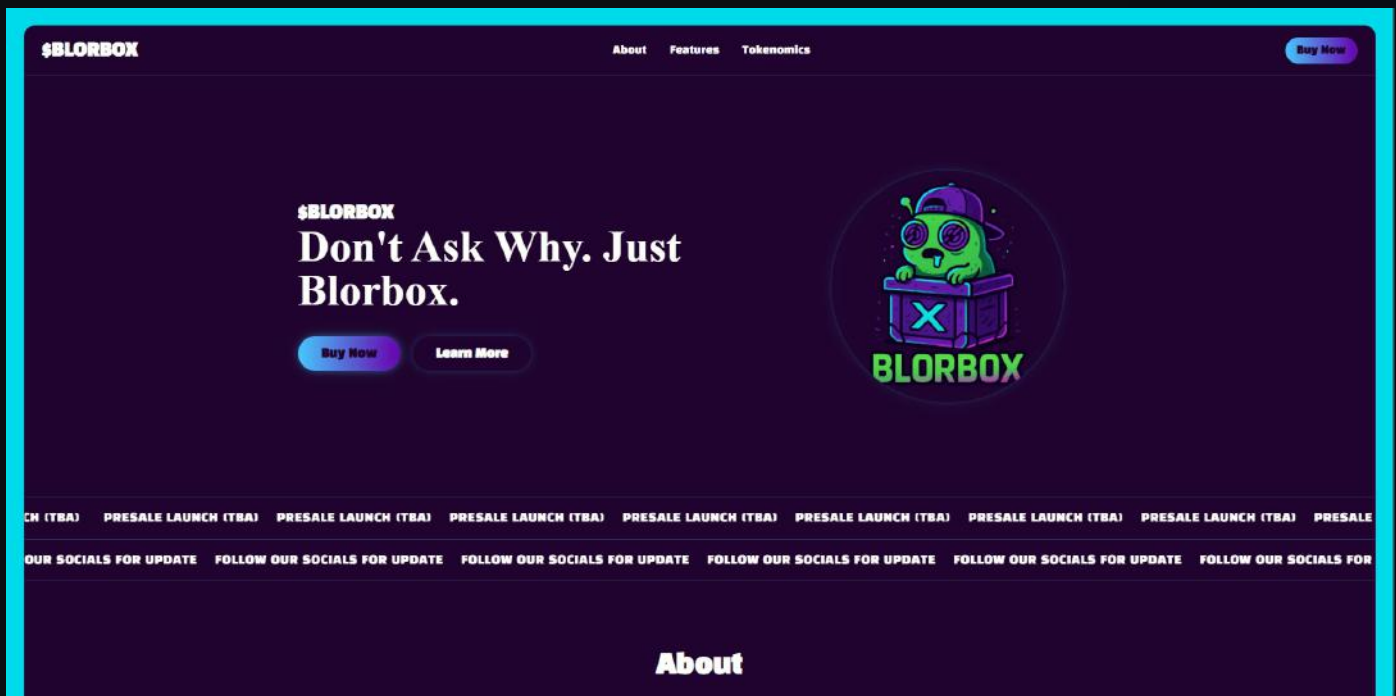 $BLORBOX
About Features Tokenomics
Buy Now
$BLORBOX
Don't Ask Why. Just
Blorbox.
Buy Now Learn More
X
BLORBOX
CH (TBA) PRESALE LAUNCH (TBA) PRESALE LAUNCH (TBA) PRESALE LAUNCH (TBA) PRESALE LAUNCH (TBA) PRESALE LAUNCH (TBA) PRESALE LAUNCH (TBA) PRESALE LAUNCH (TBA) PRESALE
OUR SOCIALS FOR UPDATE FOLLOW OUR SOCIALS FOR UPDATE FOLLOW OUR SOCIALS FOR UPDATE FOLLOW OUR SOCIALS FOR UPDATE FOLLOW OUR SOCIALS FOR UPDATE FOLLOW OUR SOCIALS FOR
About